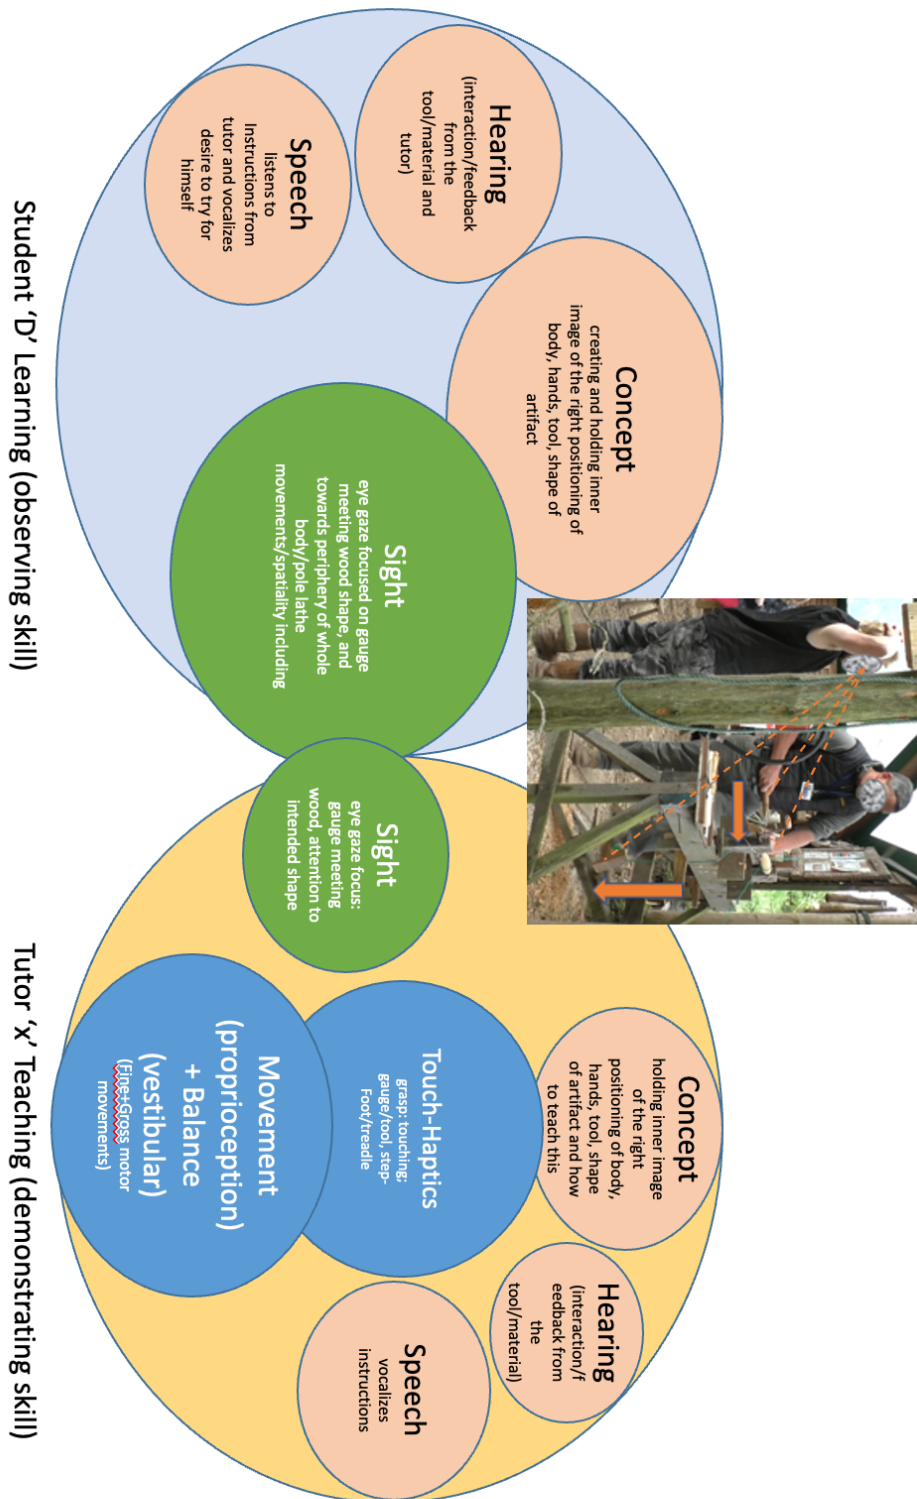 Hearing
(interaction/feedback
from the
tool/material and
tutor)
Speech
listens to
Instructions from
tutor and vocalizes
desire to try for
himself
Concept
creating and holding inner
image of the right positioning of
body, hands, tool, shape of
artifact
Sight
eye gaze focused on gauge
meeting wood shape, and
towards periphery of whole
body/pole lathe
movements/spatiality including
Student ‘D’ Learning (observing skill)
Sight
eye gaze focus:
gauge meeting
wood, attention to
intended shape
Concept
holding inner image
of the right
positioning of body,
hands, tool, shape
of artifact and how
to teach this
Touch-Haptics
grasp; touching;
gauge/tool, step-
Foot/treadle
Movement
(proprioception)
+ Balance
(vestibular)
(Fine+Gross motor
movements)
Hearing
(interaction/f
eedback from
the
tool/material)
Speech
vocalizes
instructions
Tutor ‘x’ Teaching (demonstrating skill)